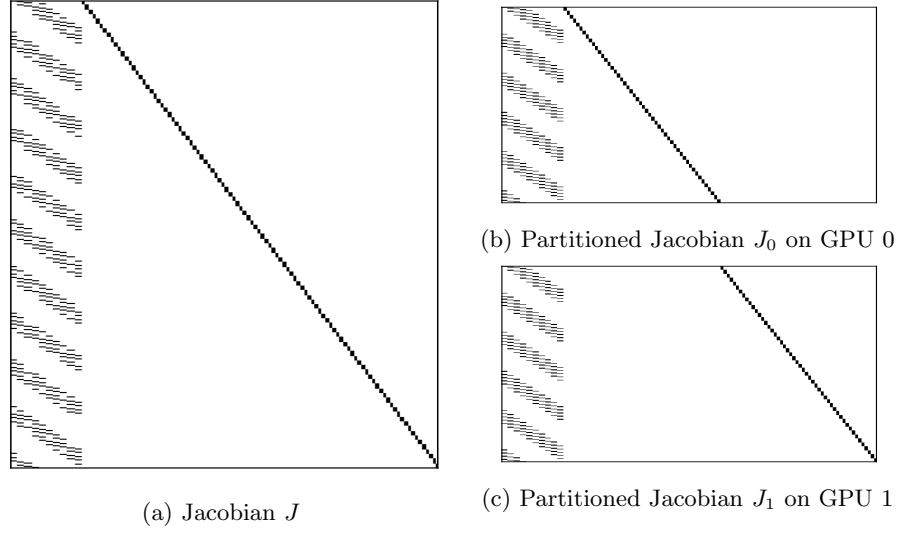 (a) Jacobian J
(b) Partitioned Jacobian J₀ on GPU 0
(c) Partitioned Jacobian J₁ on GPU 1